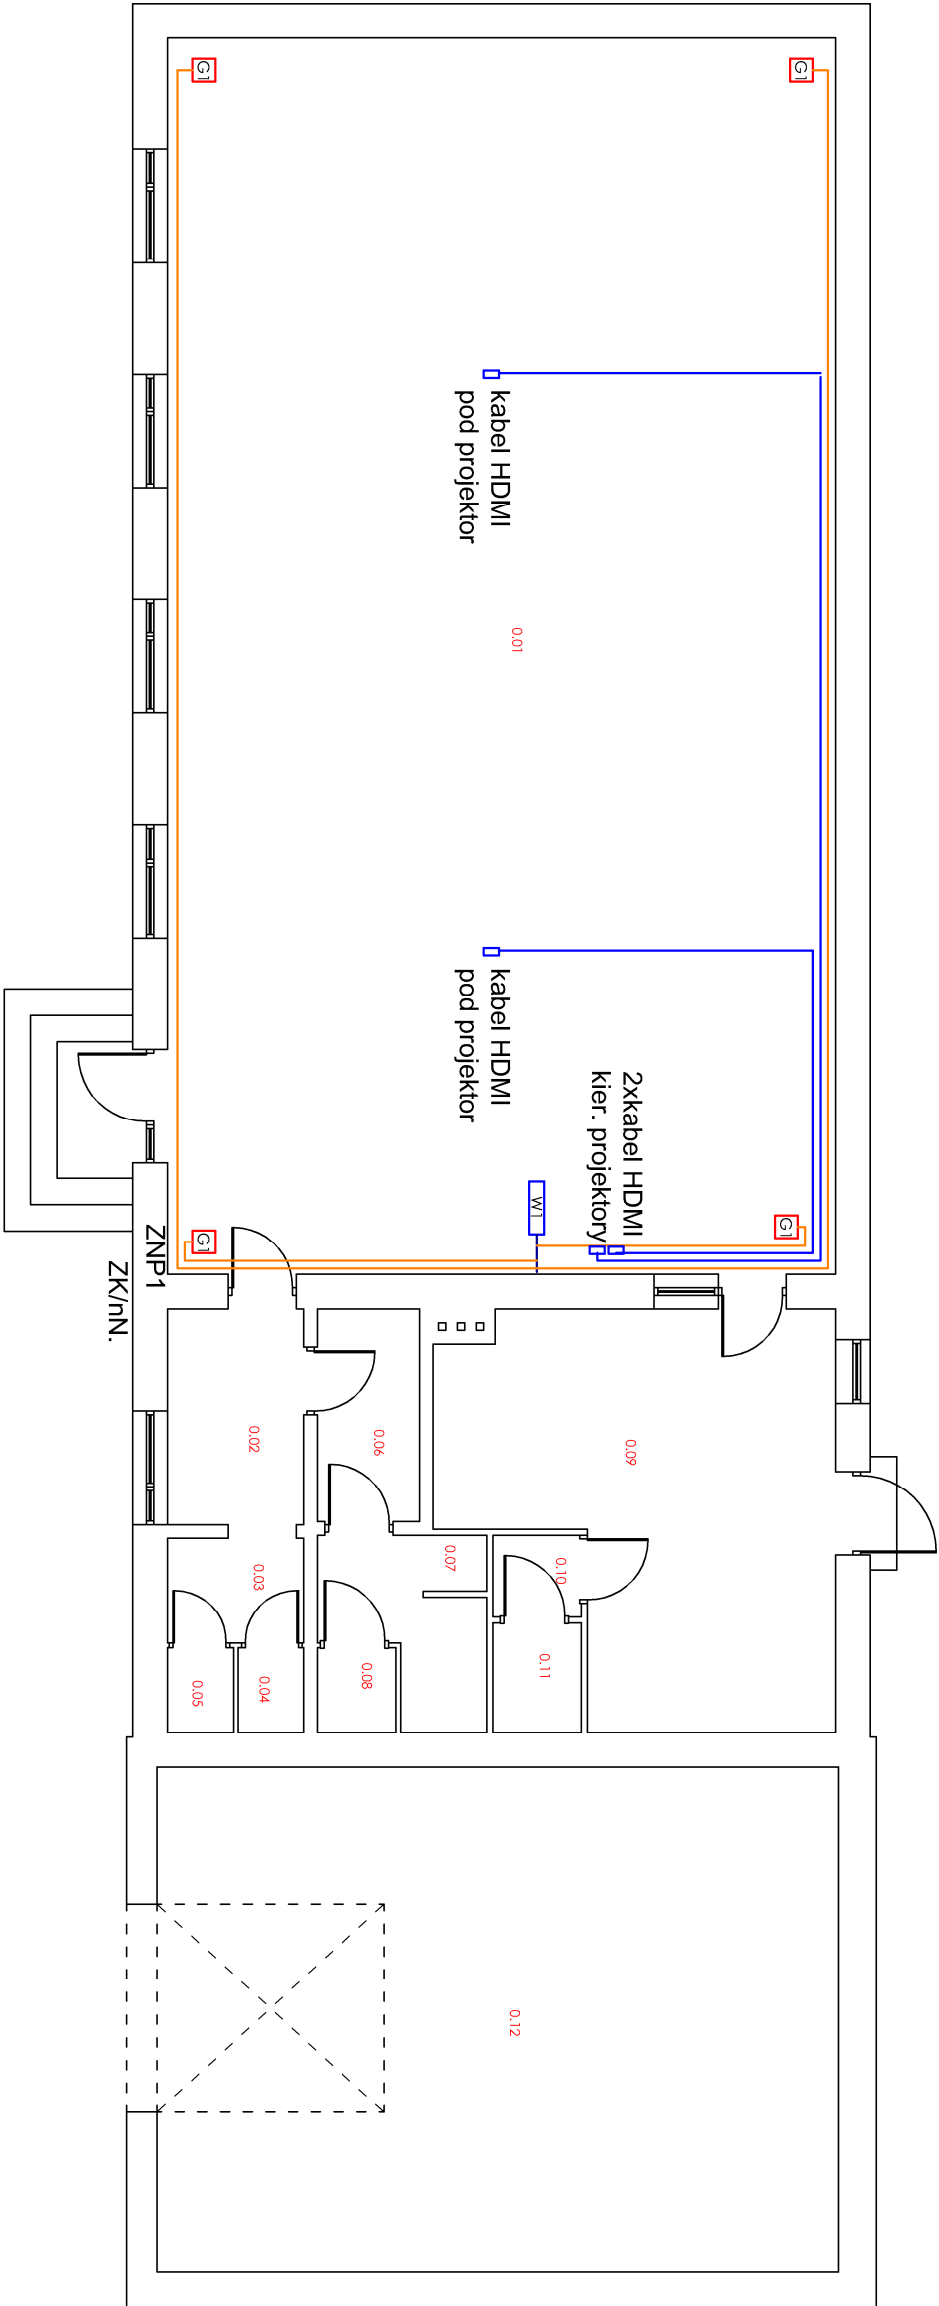 G1
G1
kabel HDMI
pod projektor
0.01
kabel HDMI
pod projektor
2xkabel HDMI
kier. projektory
W1
G1
G1
ZNP1
ZK/nN.
0.02
0.06
0.09
0.03
0.07
0.10
0.05
0.04
0.08
0.11
0.12